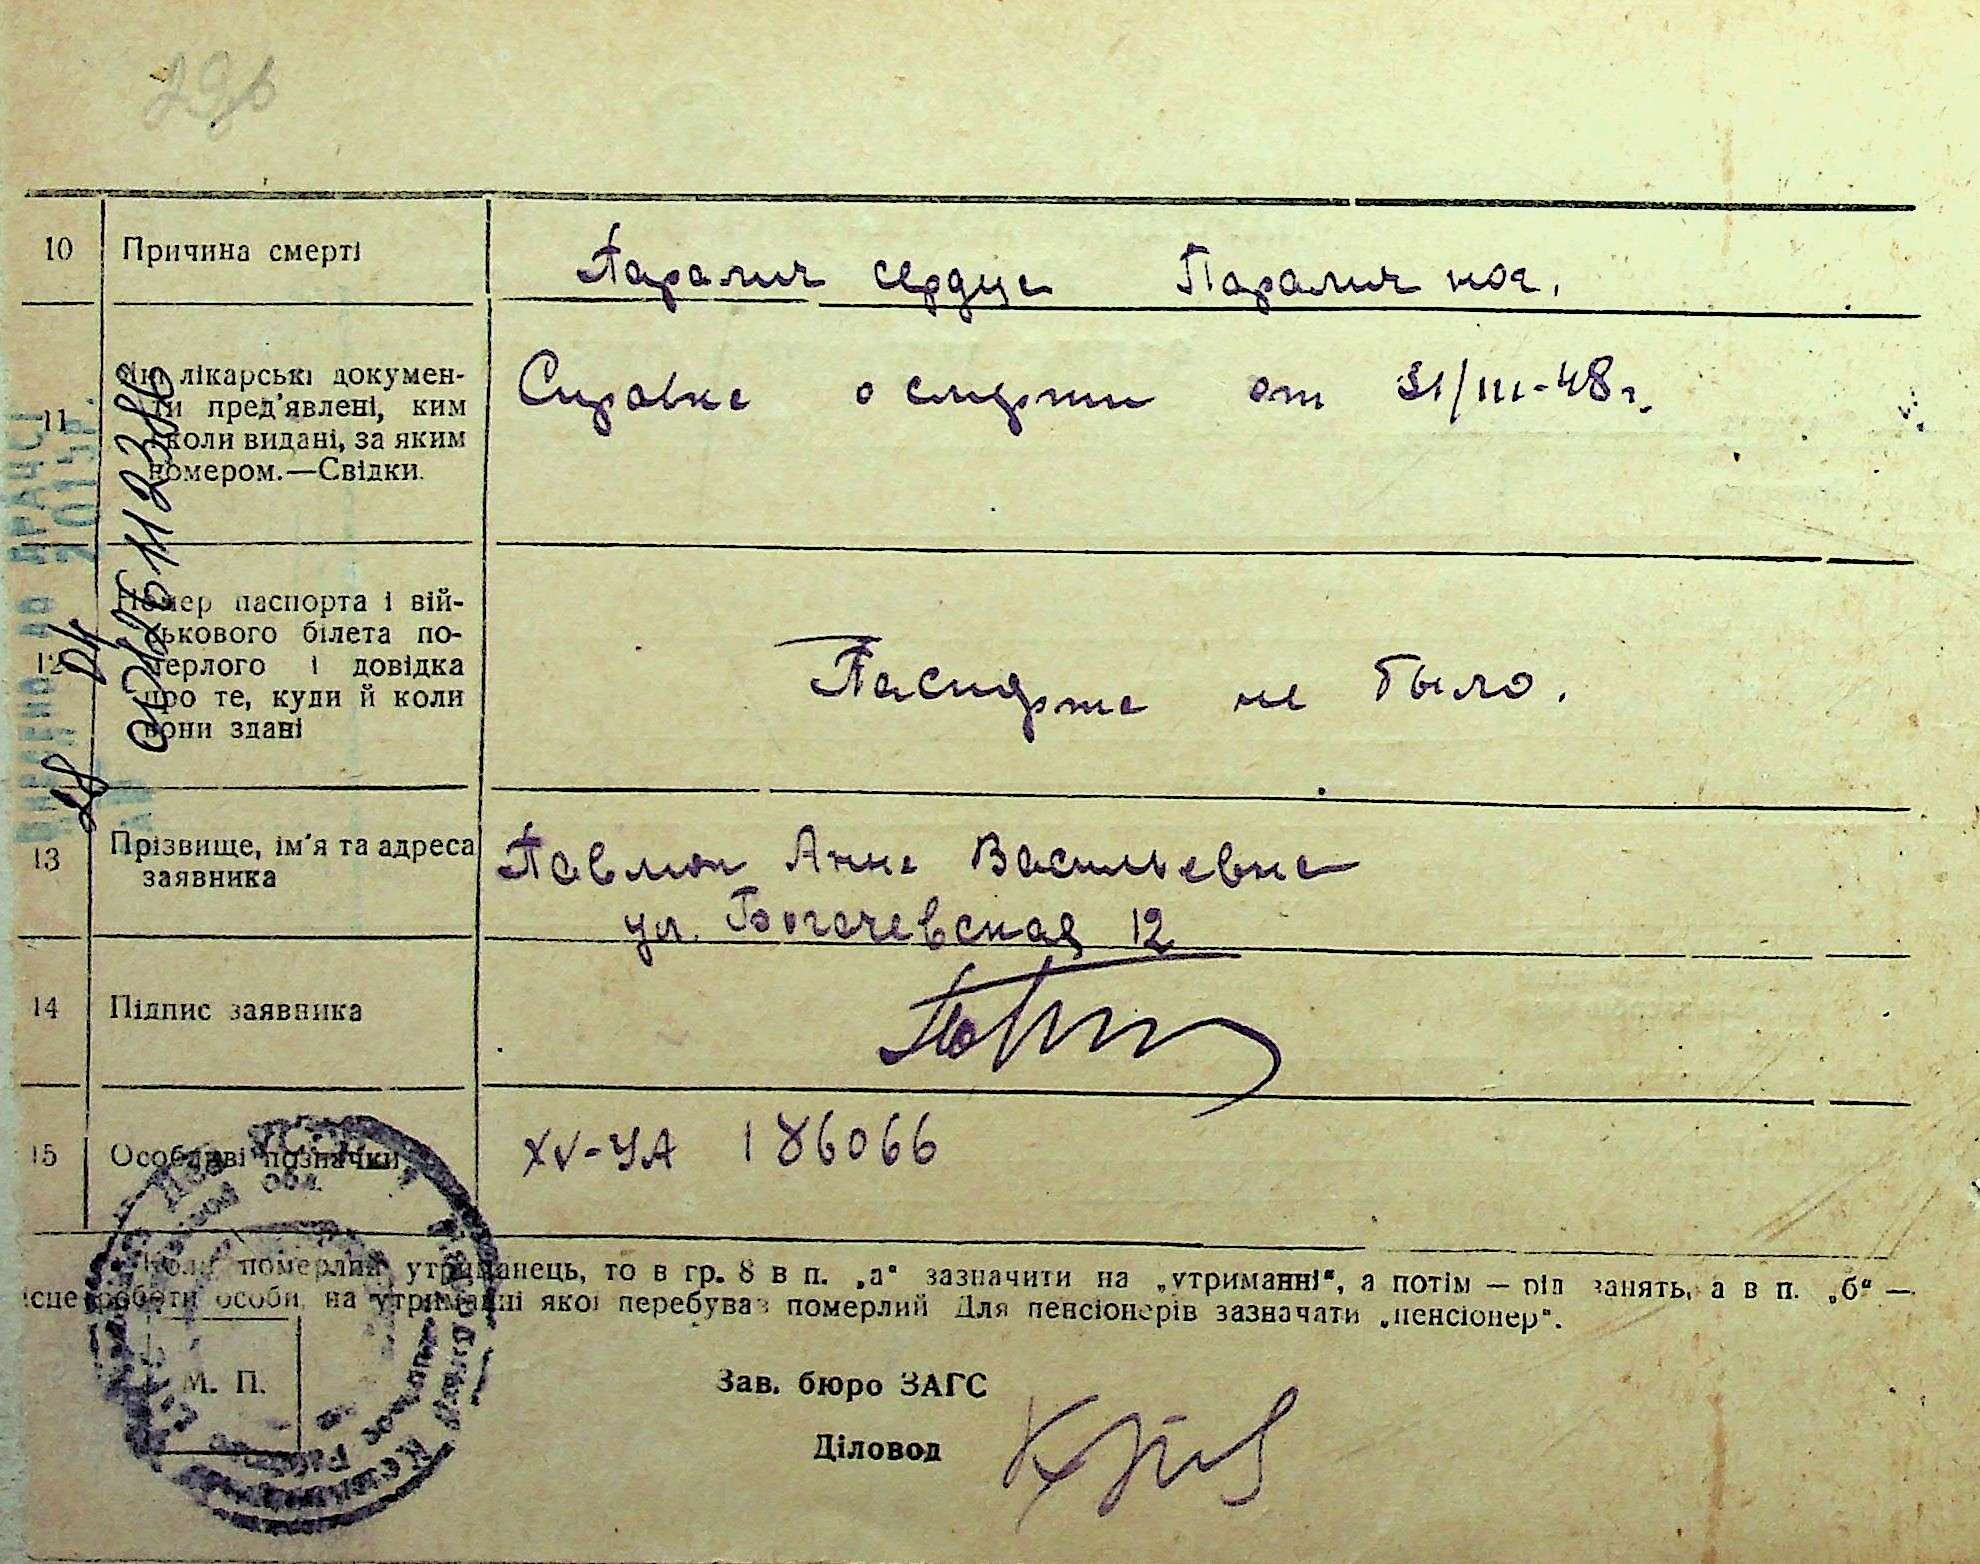 10 Причина смерті Паралич сердца Паралич ног.
11 Які лікарські докумен-
ти пред'явлені, ким
коли видані, за яким
номером.—Свідки.
Справка о смерти от 31/III-48г.
12 Номер паспорта і вій-
ськового білета по-
мерлого і довідка
про те, куди й коли
вони здані
Паспорта не было.
13 Прізвище, ім'я та адреса
заявника
Павлюк Анна Васильевна
ул. Богачевская 12
14 Підпис заявника
15 Особливі позначки XV-УА 186066
Коли померлий утриманець, то в гр. 8 в п. „а“ зазначити на „утриманні“, а потім — рід занять, а в п. „б“ —
місце роботи особи, на утриманні якої перебував померлий Для пенсіонерів зазначати „пенсіонер“.
М. П.
Зав. бюро ЗАГС
Діловод